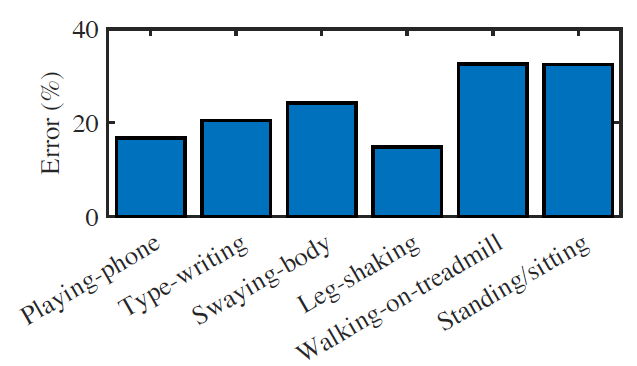 Error (%)
40
20
0
Playing-phone
Type-writing
Swaying-body
Leg-shaking
Walking-on-treadmill
Standing/sitting